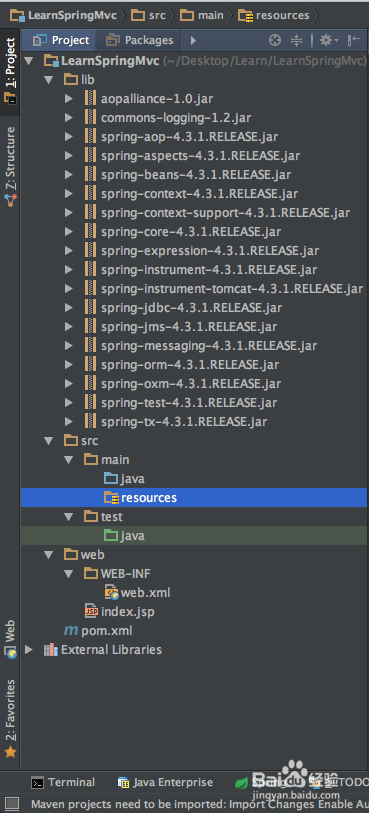 LearnSpringMvc src main resources
1: Project
Project Packages
LearnSpringMvc (~/Desktop/Learn/LearnSpringMvc)
lib
aopalliance-1.0.jar
commons-logging-1.2.jar
spring-aop-4.3.1.RELEASE.jar
spring-aspects-4.3.1.RELEASE.jar
spring-beans-4.3.1.RELEASE.jar
spring-context-4.3.1.RELEASE.jar
spring-context-support-4.3.1.RELEASE.jar
spring-core-4.3.1.RELEASE.jar
spring-expression-4.3.1.RELEASE.jar
spring-instrument-4.3.1.RELEASE.jar
spring-instrument-tomcat-4.3.1.RELEASE.jar
spring-jdbc-4.3.1.RELEASE.jar
spring-jms-4.3.1.RELEASE.jar
spring-messaging-4.3.1.RELEASE.jar
spring-orm-4.3.1.RELEASE.jar
spring-oxm-4.3.1.RELEASE.jar
spring-test-4.3.1.RELEASE.jar
spring-tx-4.3.1.RELEASE.jar
src
main
java
resources
test
java
web
WEB-INF
web.xml
JSP index.jsp
m pom.xml
External Libraries
Z: Structure
Web
2: Favorites
Terminal Java Enterprise TODO
Baidu 经验
jingyan.baidu.com
Maven projects need to be imported: Import Changes Enable Au